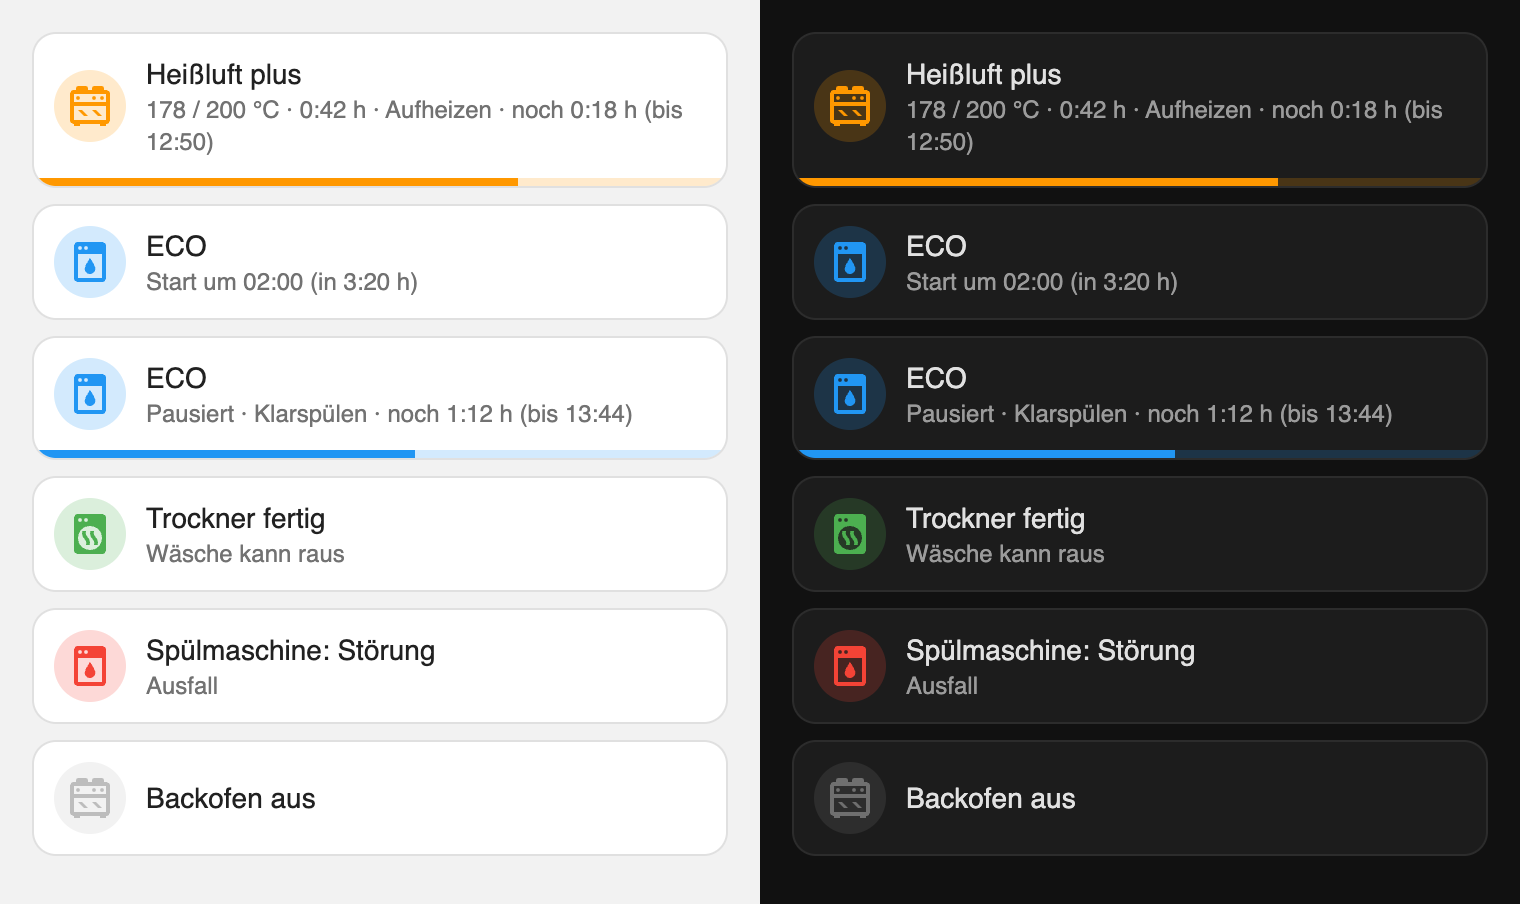 Heißluft plus
178 / 200 °C · 0:42 h · Aufheizen · noch 0:18 h (bis
12:50)
ECO
Start um 02:00 (in 3:20 h)
ECO
Pausiert · Klarspülen · noch 1:12 h (bis 13:44)
Trockner fertig
Wäsche kann raus
Spülmaschine: Störung
Ausfall
Backofen aus
Heißluft plus
178 / 200 °C · 0:42 h · Aufheizen · noch 0:18 h (bis
12:50)
ECO
Start um 02:00 (in 3:20 h)
ECO
Pausiert · Klarspülen · noch 1:12 h (bis 13:44)
Trockner fertig
Wäsche kann raus
Spülmaschine: Störung
Ausfall
Backofen aus